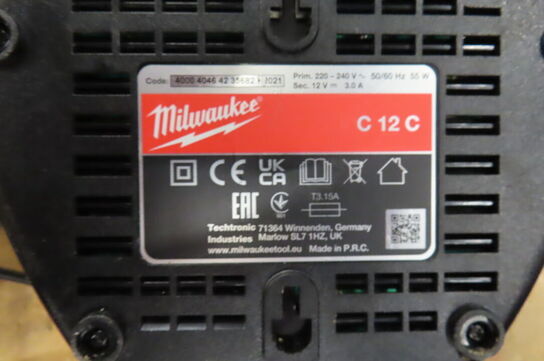 Code: 4000 4046 42 35682 J2021
Prim. 220 - 240 V ~ 50/60 Hz 55 W
Sec. 12 V ⎓ 3.0 A
Milwaukee
C 12 C
CE UK CA
EAC 001 T3.15A
Techtronic 71364 Winnenden, Germany
Industries Marlow SL7 1HZ, UK
www.milwaukeetool.eu Made in P.R.C.